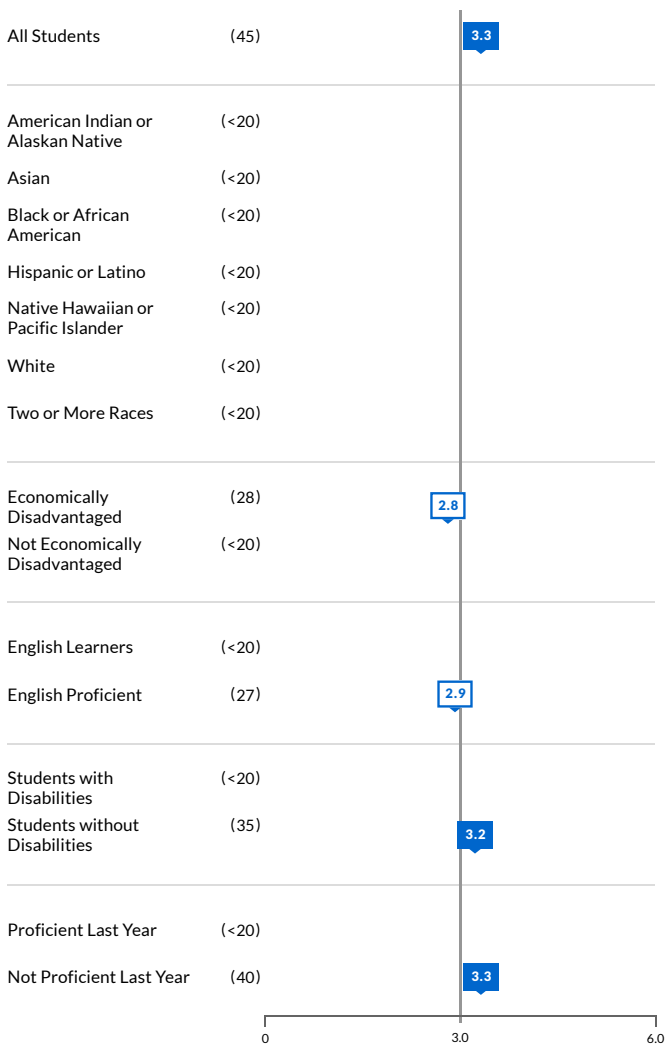 All Students (45) 3.3
American Indian or (<20)
Alaskan Native
Asian (<20)
Black or African (<20)
American
Hispanic or Latino (<20)
Native Hawaiian or (<20)
Pacific Islander
White (<20)
Two or More Races (<20)
Economically (28) 2.8
Disadvantaged
Not Economically (<20)
Disadvantaged
English Learners (<20)
English Proficient (27) 2.9
Students with (<20)
Disabilities
Students without (35) 3.2
Disabilities
Proficient Last Year (<20)
Not Proficient Last Year (40) 3.3
0 3.0 6.0